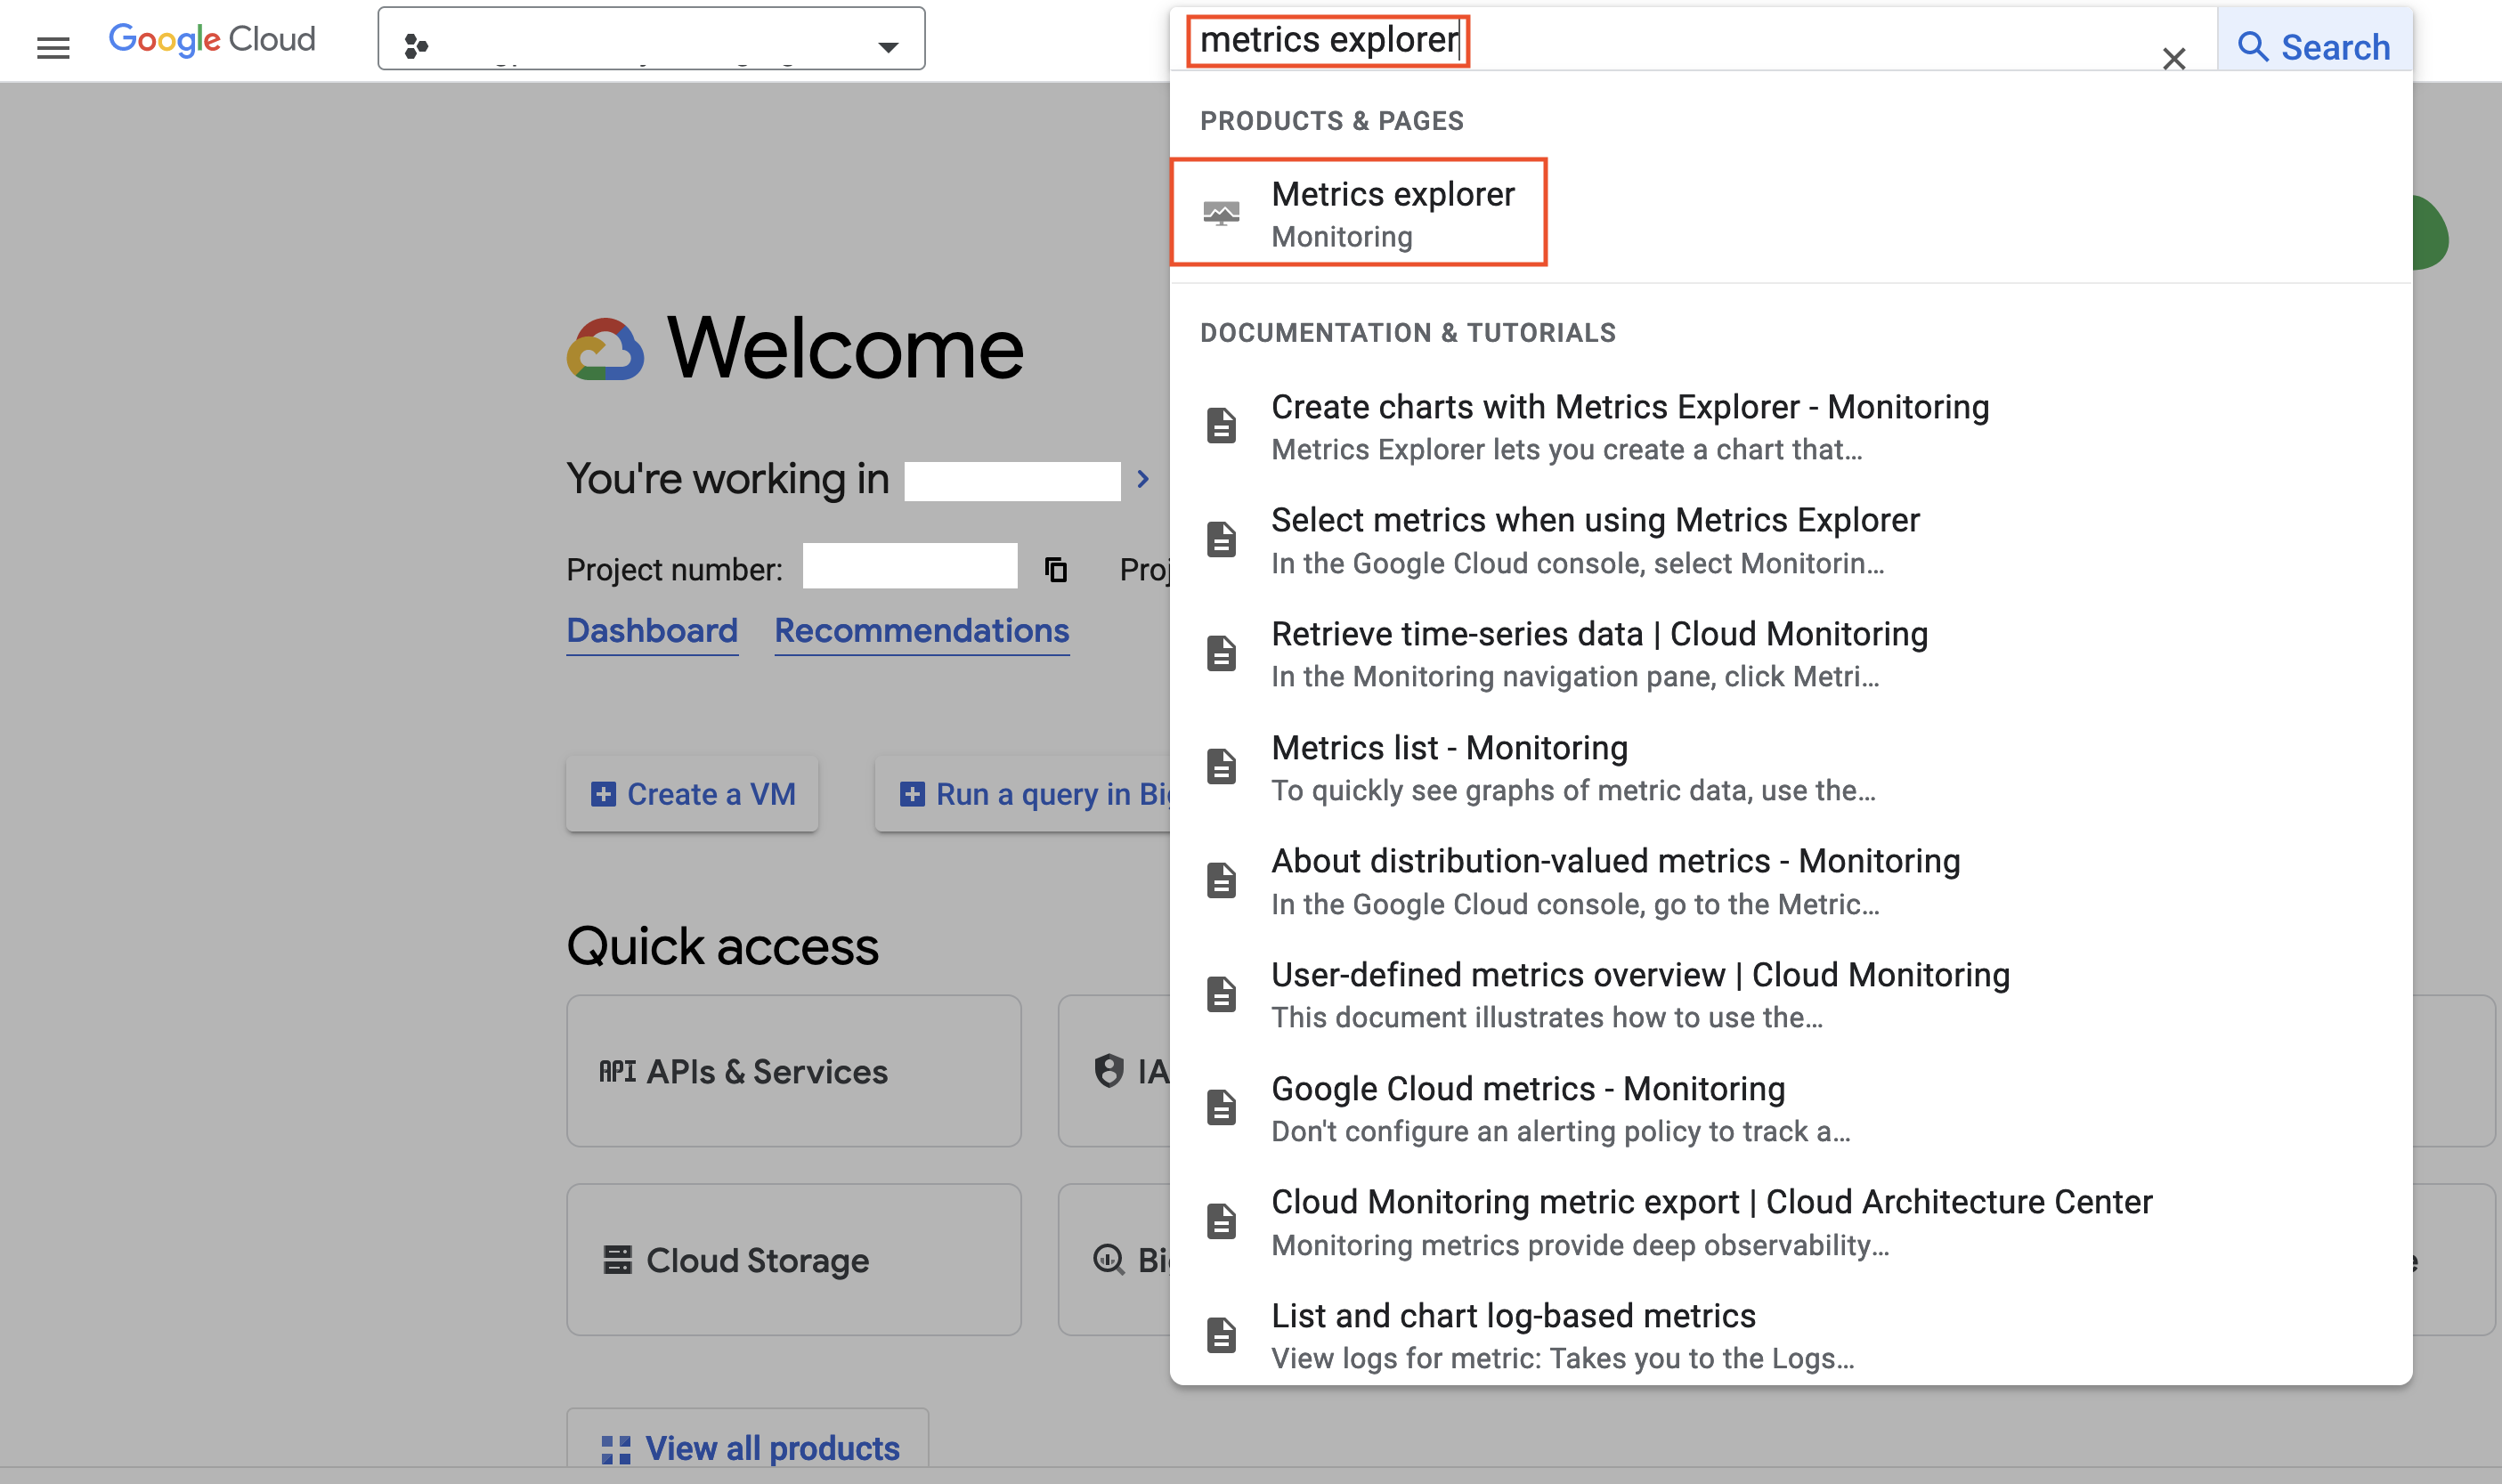 Google Cloud
metrics explorer
Search
PRODUCTS & PAGES
Metrics explorer
Monitoring
DOCUMENTATION & TUTORIALS
Create charts with Metrics Explorer - Monitoring
Metrics Explorer lets you create a chart that...
Select metrics when using Metrics Explorer
In the Google Cloud console, select Monitorin...
Retrieve time-series data | Cloud Monitoring
In the Monitoring navigation pane, click Metri...
Metrics list - Monitoring
To quickly see graphs of metric data, use the...
About distribution-valued metrics - Monitoring
In the Google Cloud console, go to the Metric...
User-defined metrics overview | Cloud Monitoring
This document illustrates how to use the...
Google Cloud metrics - Monitoring
Don't configure an alerting policy to track a...
Cloud Monitoring metric export | Cloud Architecture Center
Monitoring metrics provide deep observability...
List and chart log-based metrics
View logs for metric: Takes you to the Logs...
Welcome
You're working in
Project number:
Proj
Dashboard
Recommendations
Create a VM
Run a query in Big
Quick access
API APIs & Services
IA
Cloud Storage
Big
View all products